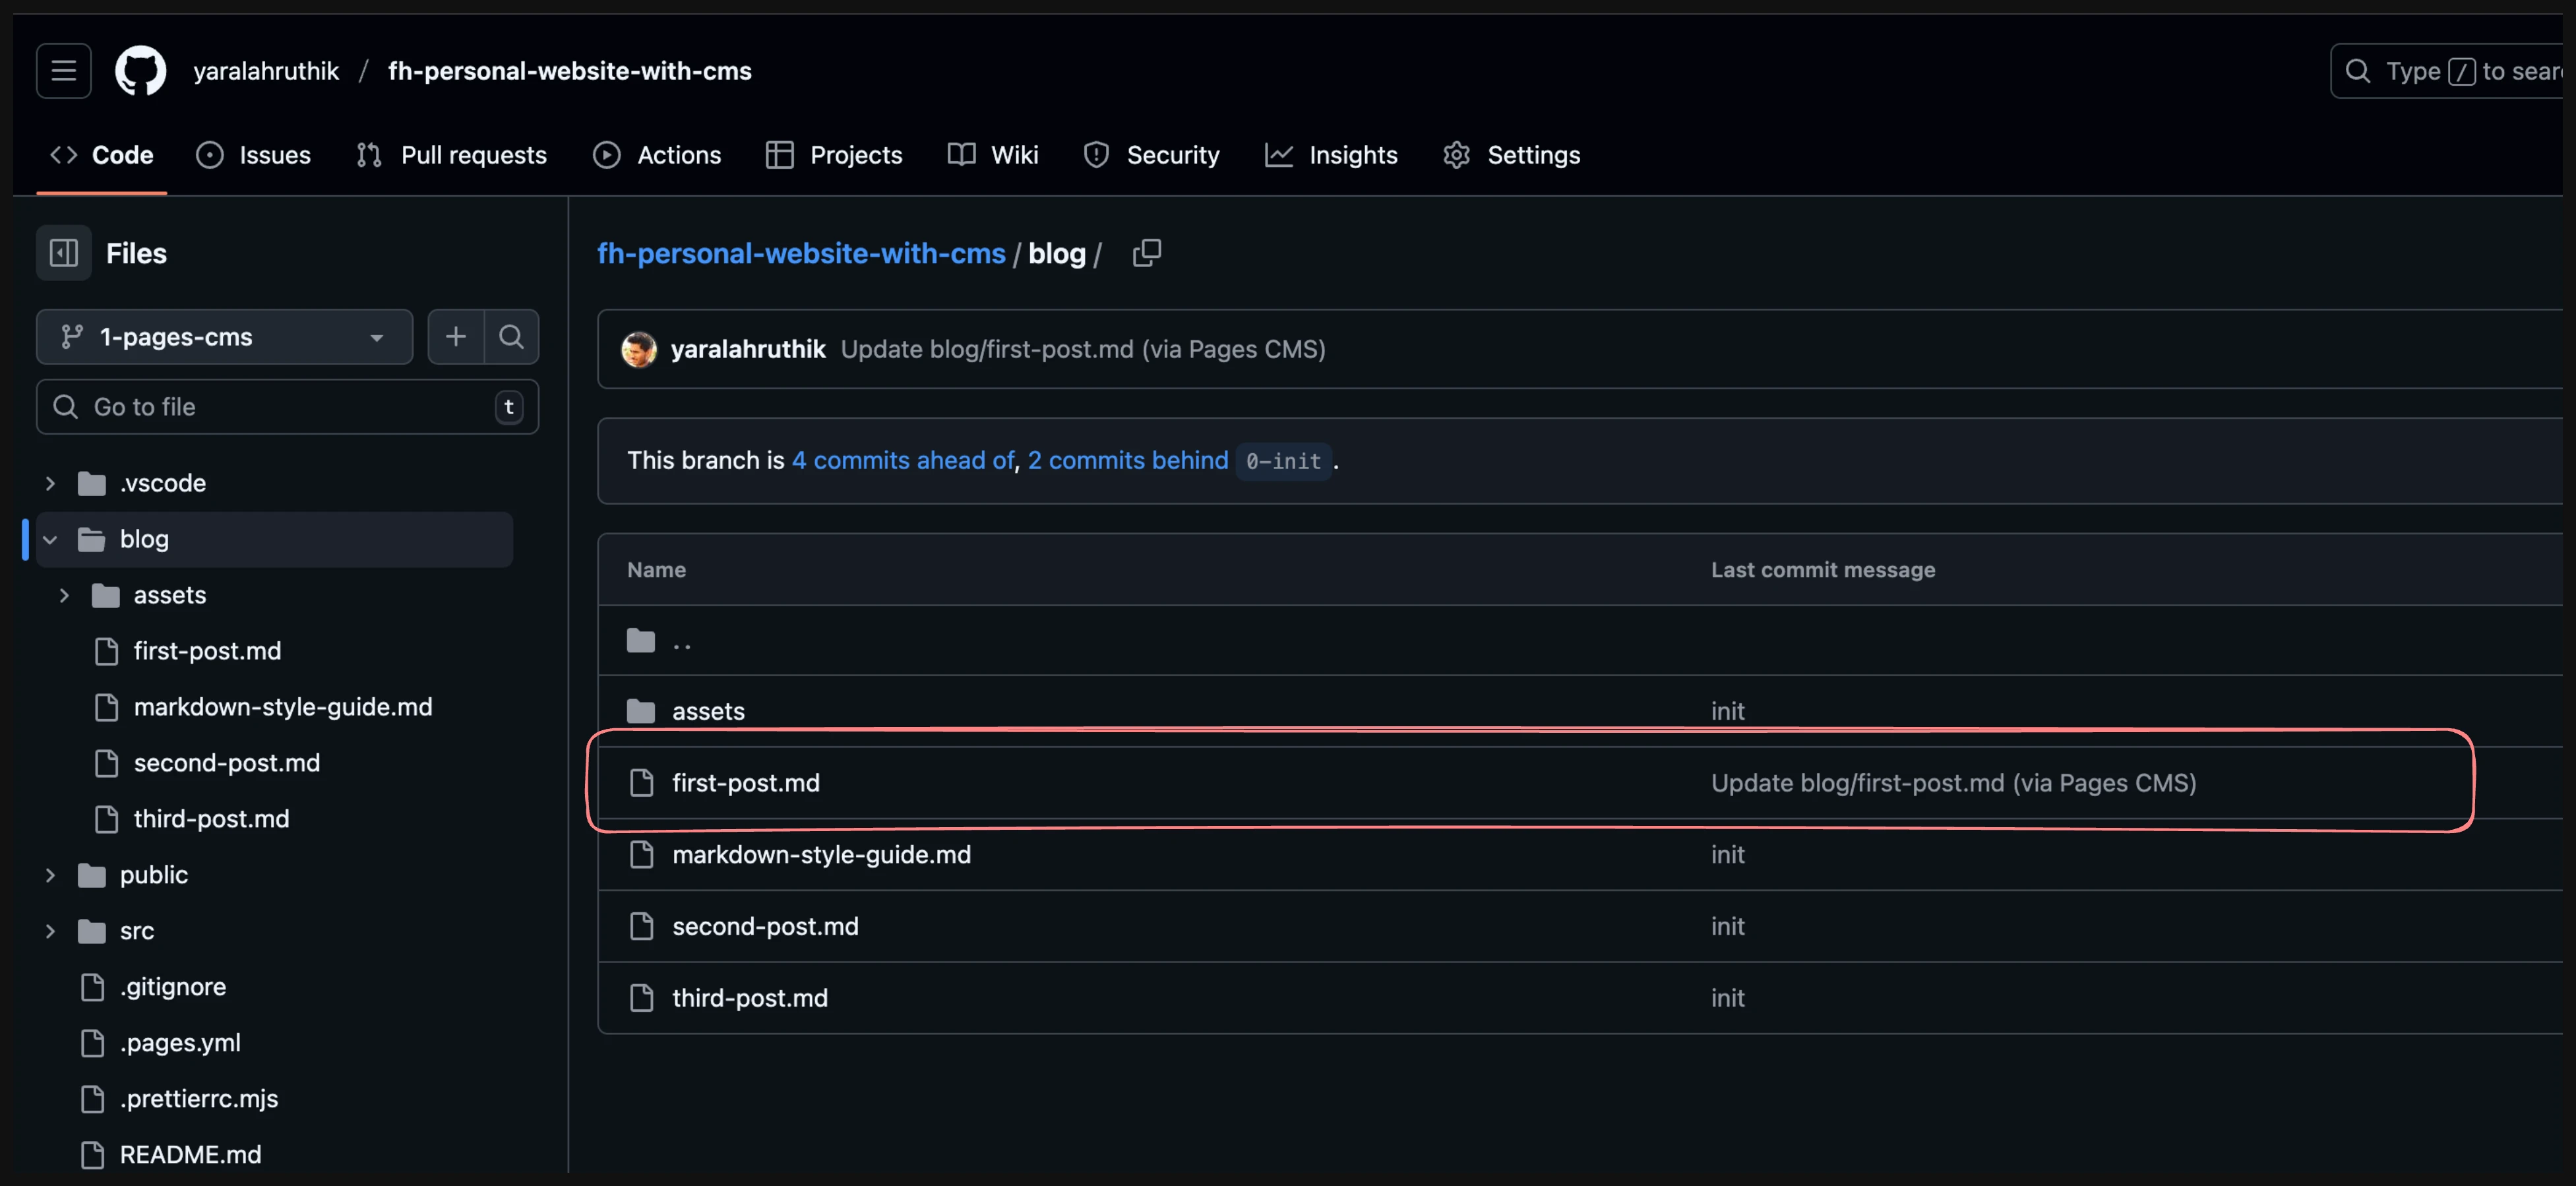 yaralahruthik / fh-personal-website-with-cms
Type / to sear
Code Issues Pull requests Actions Projects Wiki Security Insights Settings
Files
1-pages-cms
Go to file t
.vscode
blog
assets
first-post.md
markdown-style-guide.md
second-post.md
third-post.md
public
src
.gitignore
.pages.yml
.prettierrc.mjs
README.md
fh-personal-website-with-cms / blog /
yaralahruthik Update blog/first-post.md (via Pages CMS)
This branch is 4 commits ahead of, 2 commits behind 0-init .
Name Last commit message
..
assets init
first-post.md Update blog/first-post.md (via Pages CMS)
markdown-style-guide.md init
second-post.md init
third-post.md init